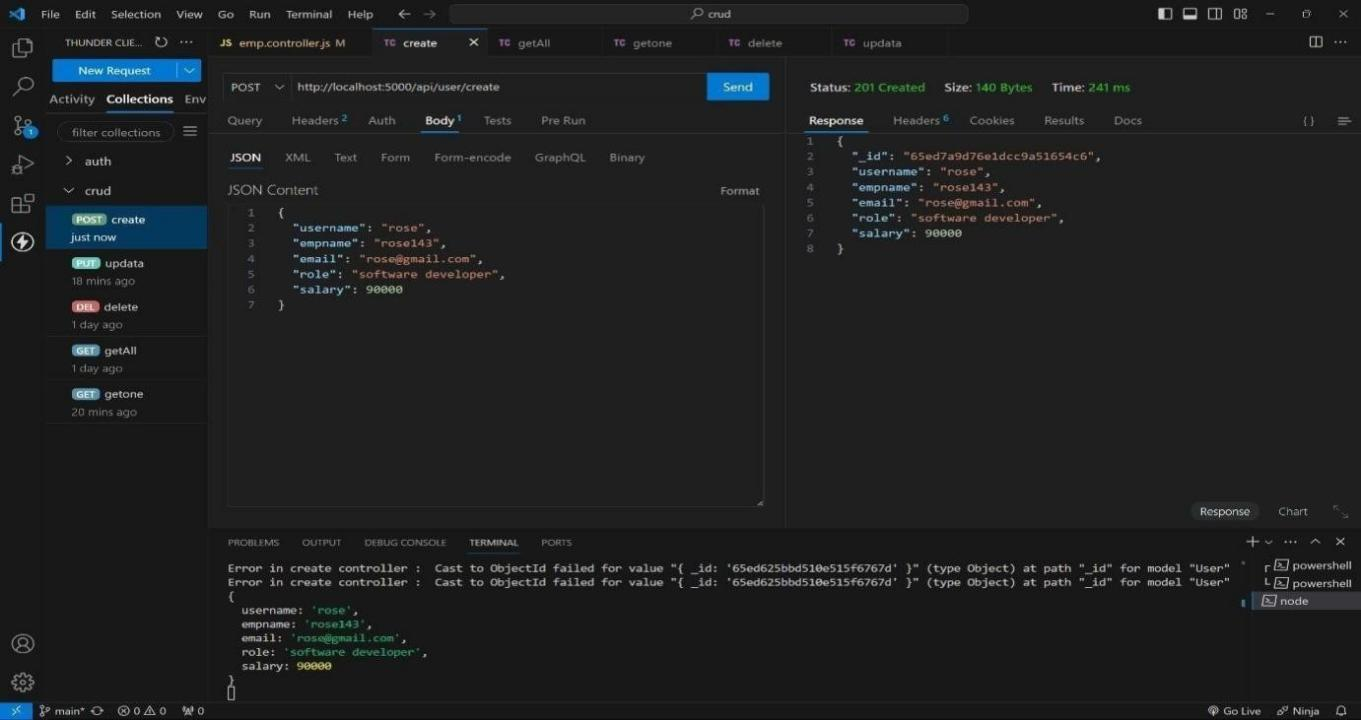 File Edit Selection View Go Run Terminal Help ← → crud
THUNDER CLIE... ···
JS emp.controller.js M TC create × TC getAll TC getone TC delete TC updata ···
New Request
Activity Collections Env
filter collections
auth
crud
POST create
just now
PUT updata
18 mins ago
DEL delete
1 day ago
GET getAll
1 day ago
GET getone
20 mins ago
1
POST http://localhost:5000/api/user/create Send
Query Headers 2 Auth Body 1 Tests Pre Run
JSON XML Text Form Form-encode GraphQL Binary
JSON Content Format
1 {
2 "username": "rose",
3 "empname": "rose143",
4 "email": "rose@gmail.com",
5 "role": "software developer",
6 "salary": 90000
7 }
Status: 201 Created Size: 140 Bytes Time: 241 ms
Response Headers 6 Cookies Results Docs {}
1 {
2 "_id": "65ed7a9d76e1dcc9a51654c6",
3 "username": "rose",
4 "empname": "rose143",
5 "email": "rose@gmail.com",
6 "role": "software developer",
7 "salary": 90000
8 }
Response Chart
PROBLEMS OUTPUT DEBUG CONSOLE TERMINAL PORTS
Error in create controller : Cast to ObjectId failed for value "{ _id: '65ed625bbd510e515f6767d' }" (type Object) at path "_id" for model "User"
Error in create controller : Cast to ObjectId failed for value "{ _id: '65ed625bbd510e515f6767d' }" (type Object) at path "_id" for model "User"
{
username: 'rose',
empname: 'rose143',
email: 'rose@gmail.com',
role: 'software developer',
salary: 90000
}
powershell
powershell
node
main* 0 0 0 Go Live Ninja